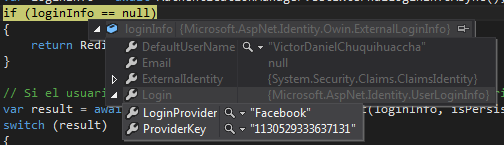 if (loginInfo == null)
loginInfo {Microsoft.AspNet.Identity.Owin.ExternalLoginInfo}
{
DefaultUserName "VictorDanielChuquihuaccha"
return Redi
Email null
}
ExternalIdentity {System.Security.Claims.ClaimsIdentity}
// Si el usuari
Login {Microsoft.AspNet.Identity.UserLoginInfo}
var result = awai
LoginProvider "Facebook"
(loginInfo, isPersis
switch (result)
ProviderKey "1130529333637131"
{